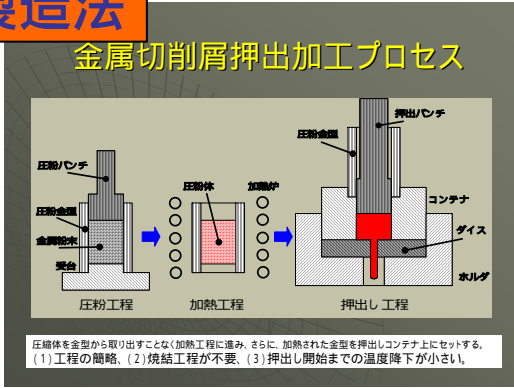 製造法
金属切削屑押出加工プロセス
押出パンチ
圧粉金型
圧粉パンチ
圧粉体
加熱炉
コンテナ
圧粉金型
ダイス
金属粉末
受台
ホルダ
圧粉工程
加熱工程
押出し工程
圧縮体を金型から取り出すことなく加熱工程に進み、さらに、加熱された金型を押出しコンテナ上にセットする。
(1)工程の簡略、(2)焼結工程が不要、(3)押出し開始までの温度降下が小さい。